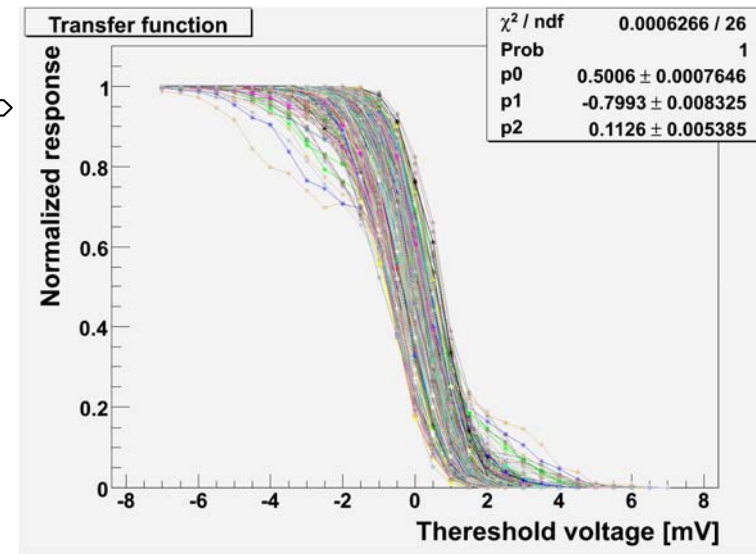 Transfer function
χ² / ndf 0.0006266 / 26
Prob 1
p0 0.5006 ± 0.0007646
p1 -0.7993 ± 0.008325
p2 0.1126 ± 0.005385
Normalized response
1
0.8
0.6
0.4
0.2
0
-8 -6 -4 -2 0 2 4 6 8
Thereshold voltage [mV]